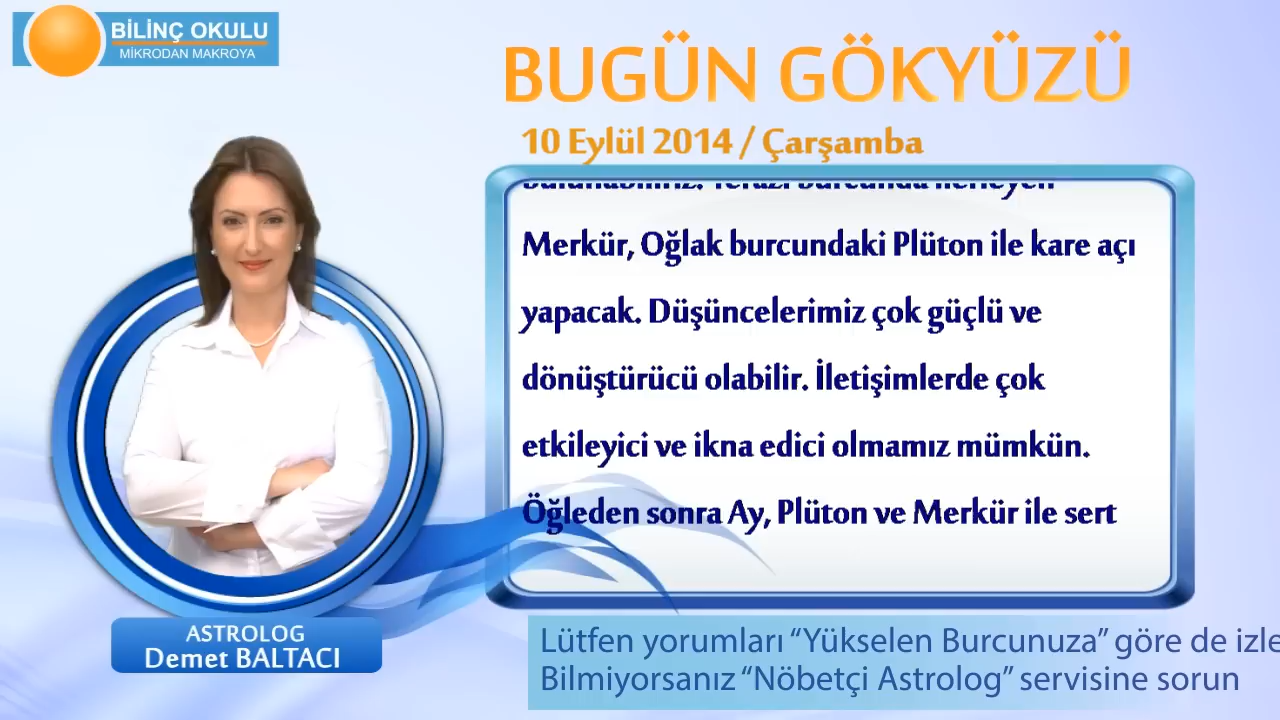 BİLİNÇ OKULU
MİKRODAN MAKROYA
BUGÜN GÖKYÜZÜ
10 Eylül 2014 / Çarşamba
Terazi burcunda ilerleyen
Merkür, Oğlak burcundaki Plüton ile kare açı
yapacak. Düşüncelerimiz çok güçlü ve
dönüştürücü olabilir. İletişimlerde çok
etkileyici ve ikna edici olmamız mümkün.
Öğleden sonra Ay, Plüton ve Merkür ile sert
ASTROLOG
Demet BALTACI
Lütfen yorumları “Yükselen Burcunuza” göre de izle
Bilmiyorsanız “Nöbetçi Astrolog” servisine sorun